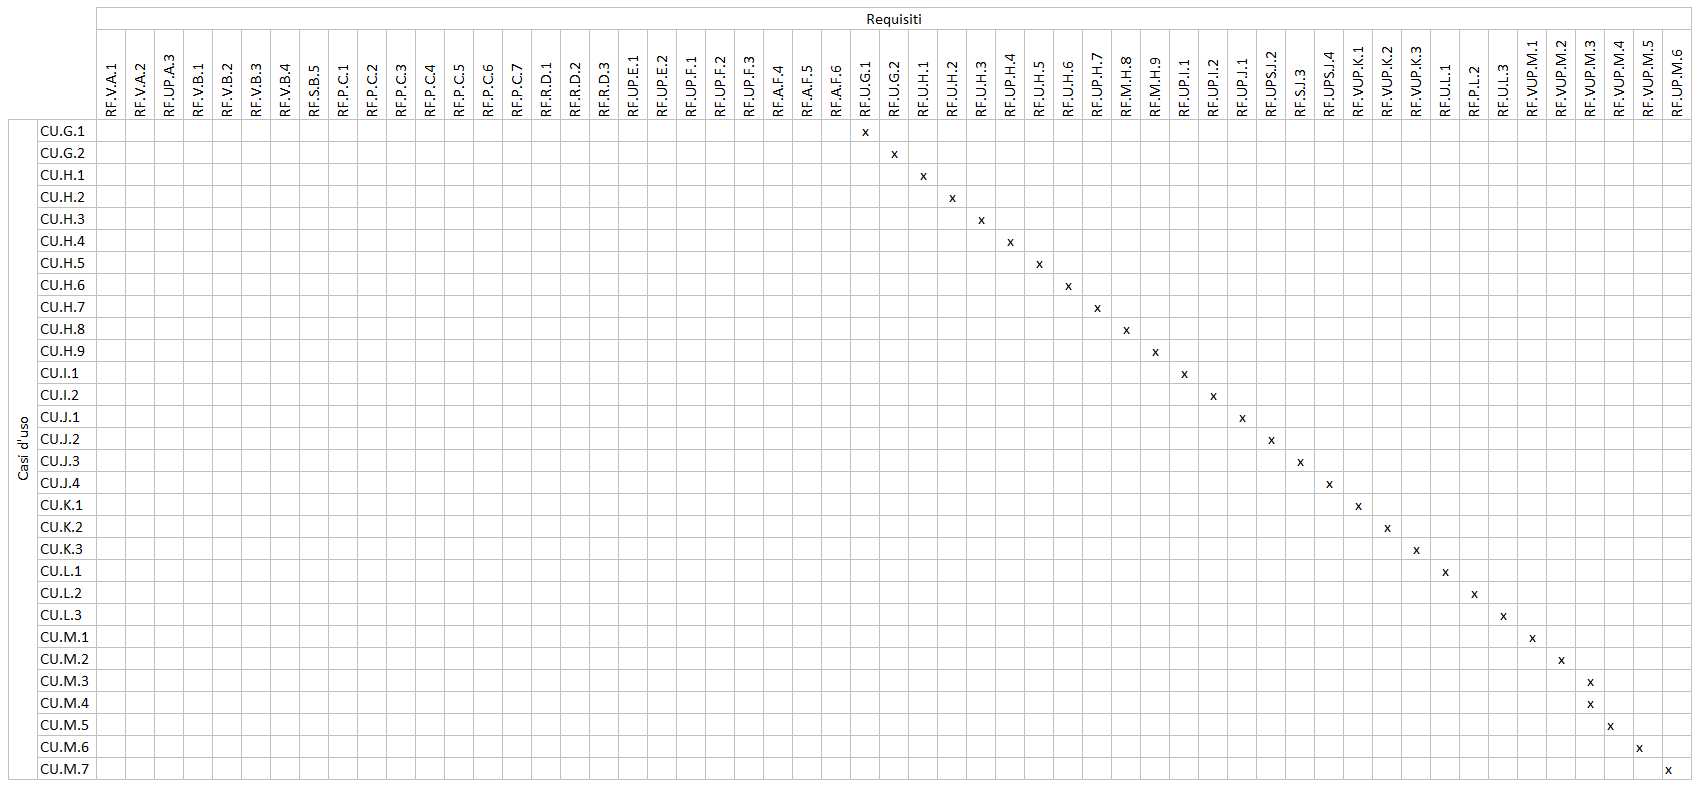 Requisiti
RF.V.A.1 RF.V.A.2 RF.UP.A.3 RF.V.B.1 RF.V.B.2 RF.V.B.3 RF.V.B.4 RF.S.B.5 RF.P.C.1 RF.P.C.2 RF.P.C.3 RF.P.C.4 RF.P.C.5 RF.P.C.6 RF.P.C.7 RF.R.D.1 RF.R.D.2 RF.R.D.3 RF.UP.E.1 RF.UP.E.2 RF.UP.F.1 RF.UP.F.2 RF.UP.F.3 RF.A.F.4 RF.A.F.5 RF.A.F.6 RF.U.G.1 RF.U.G.2 RF.U.H.1 RF.U.H.2 RF.U.H.3 RF.UP.H.4 RF.U.H.5 RF.U.H.6 RF.UP.H.7 RF.M.H.8 RF.M.H.9 RF.UP.I.1 RF.UP.I.2 RF.UP.J.1 RF.UPS.J.2 RF.S.J.3 RF.UPS.J.4 RF.VUP.K.1 RF.VUP.K.2 RF.VUP.K.3 RF.U.L.1 RF.P.L.2 RF.U.L.3 RF.VUP.M.1 RF.VUP.M.2 RF.VUP.M.3 RF.VUP.M.4 RF.VUP.M.5 RF.UP.M.6
Casi d'uso
CU.G.1 x
CU.G.2 x
CU.H.1 x
CU.H.2 x
CU.H.3 x
CU.H.4 x
CU.H.5 x
CU.H.6 x
CU.H.7 x
CU.H.8 x
CU.H.9 x
CU.I.1 x
CU.I.2 x
CU.J.1 x
CU.J.2 x
CU.J.3 x
CU.J.4 x
CU.K.1 x
CU.K.2 x
CU.K.3 x
CU.L.1 x
CU.L.2 x
CU.L.3 x
CU.M.1 x
CU.M.2 x
CU.M.3 x
CU.M.4 x
CU.M.5 x
CU.M.6 x
CU.M.7 x